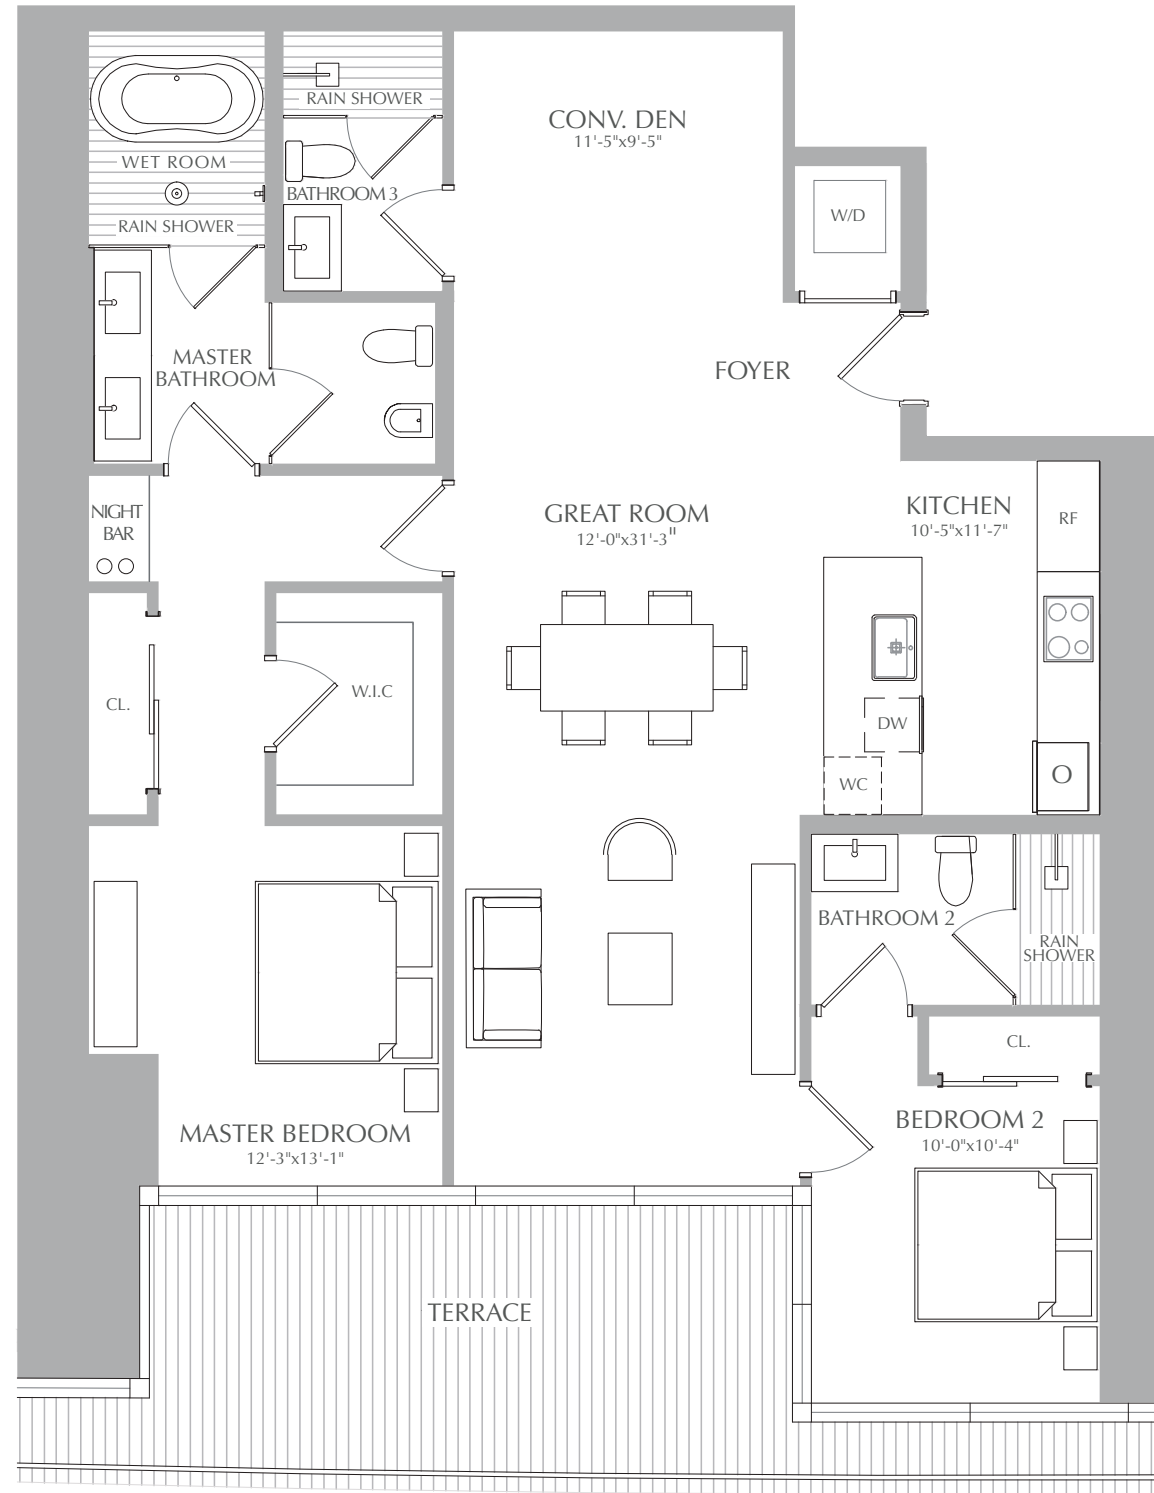 RAIN SHOWER
CONV. DEN
11'-5"x9'-5"
WET ROOM
BATHROOM 3
RAIN SHOWER
W/D
MASTER
BATHROOM
FOYER
NIGHT
BAR
GREAT ROOM
12'-0"x31'-3"
KITCHEN
10'-5"x11'-7"
RF
CL.
W.I.C
DW
WC
O
BATHROOM 2
RAIN
SHOWER
CL.
MASTER BEDROOM
12'-3"x13'-1"
BEDROOM 2
10'-0"x10'-4"
TERRACE